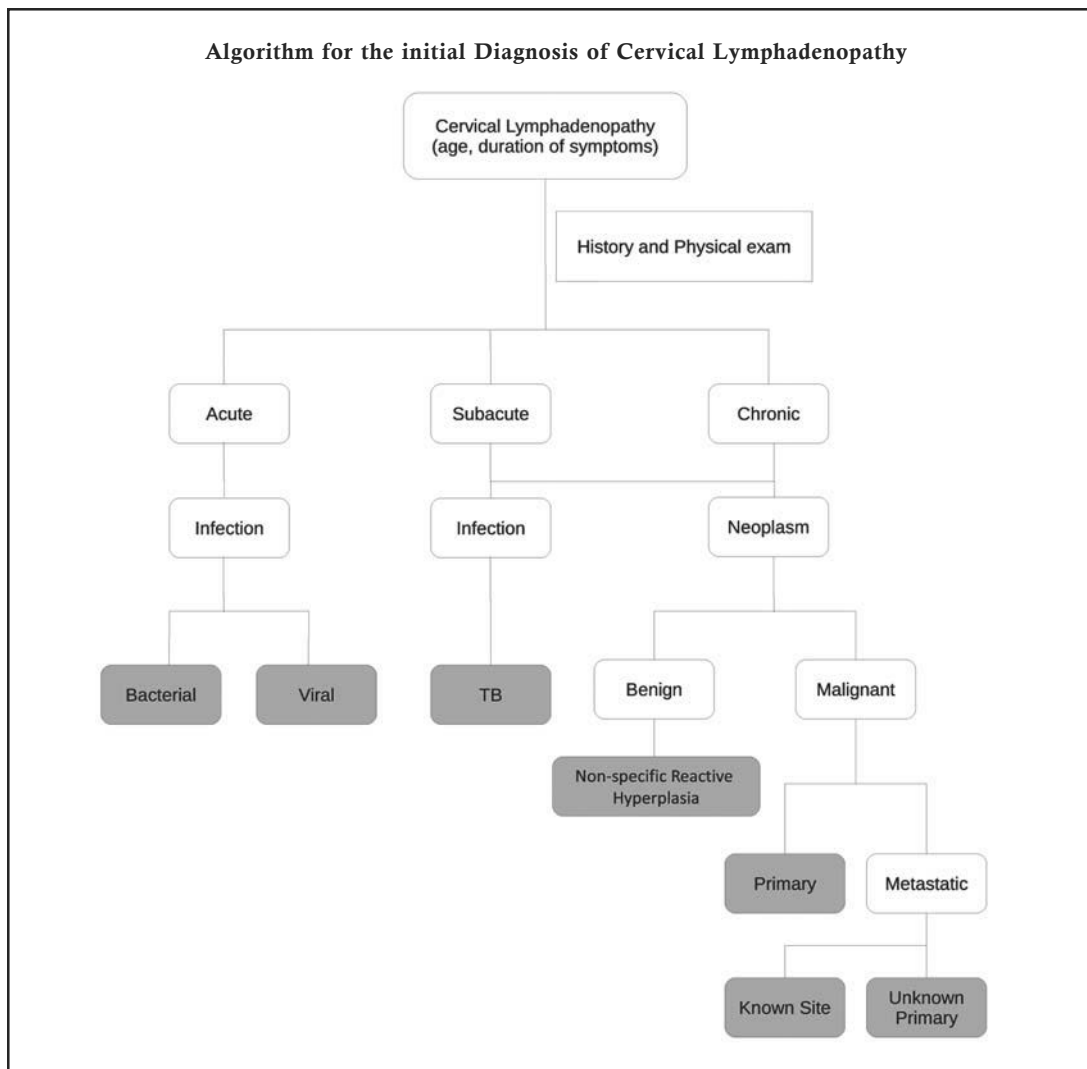 Algorithm for the initial Diagnosis of Cervical Lymphadenopathy
Cervical Lymphadenopathy
(age, duration of symptoms)
History and Physical exam
Acute
Subacute
Chronic
Infection
Infection
Neoplasm
Bacterial
Viral
TB
Benign
Malignant
Non-specific Reactive
Hyperplasia
Primary
Metastatic
Known Site
Unknown
Primary